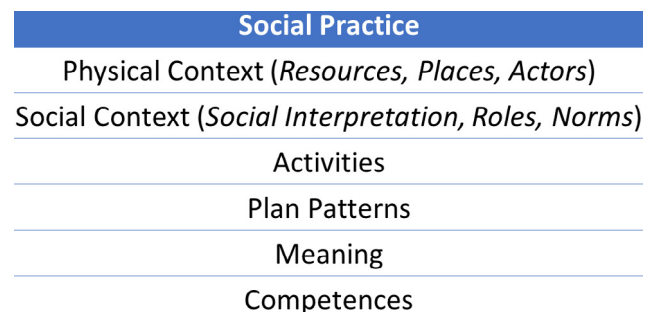 Social Practice
Physical Context (Resources, Places, Actors)
Social Context (Social Interpretation, Roles, Norms)
Activities
Plan Patterns
Meaning
Competences